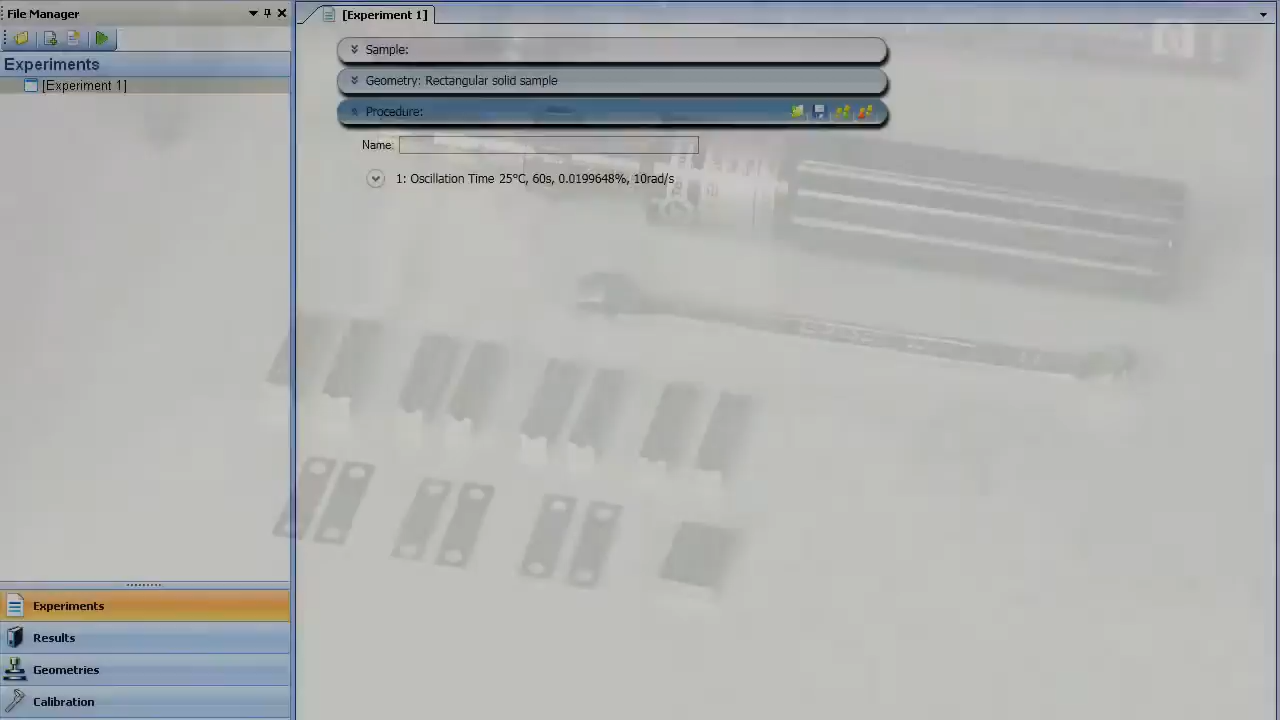 File Manager
[Experiment 1]
Experiments
[Experiment 1]
Sample:
Geometry: Rectangular solid sample
Procedure:
Name:
1: Oscillation Time 25°C, 60s, 0.0199648%, 10rad/s
Experiments
Results
Geometries
Calibration